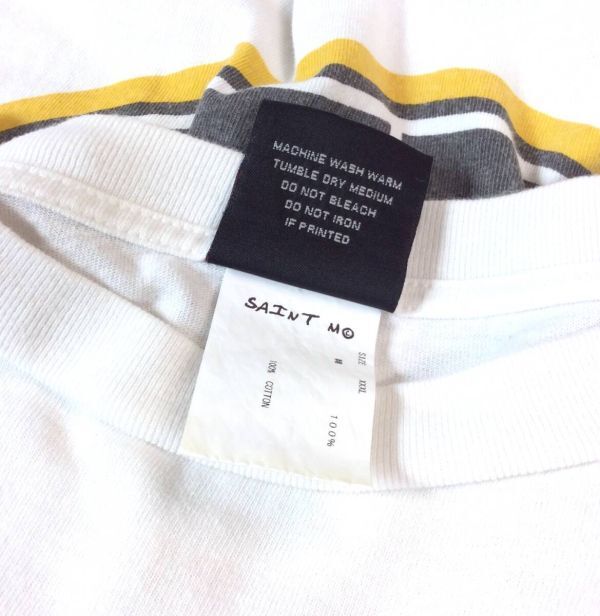 MACHINE WASH WARM
TUMBLE DRY MEDIUM
DO NOT BLEACH
DO NOT IRON
IF PRINTED
SAINT M©
SIZE XXXL
100%
100% COTTON